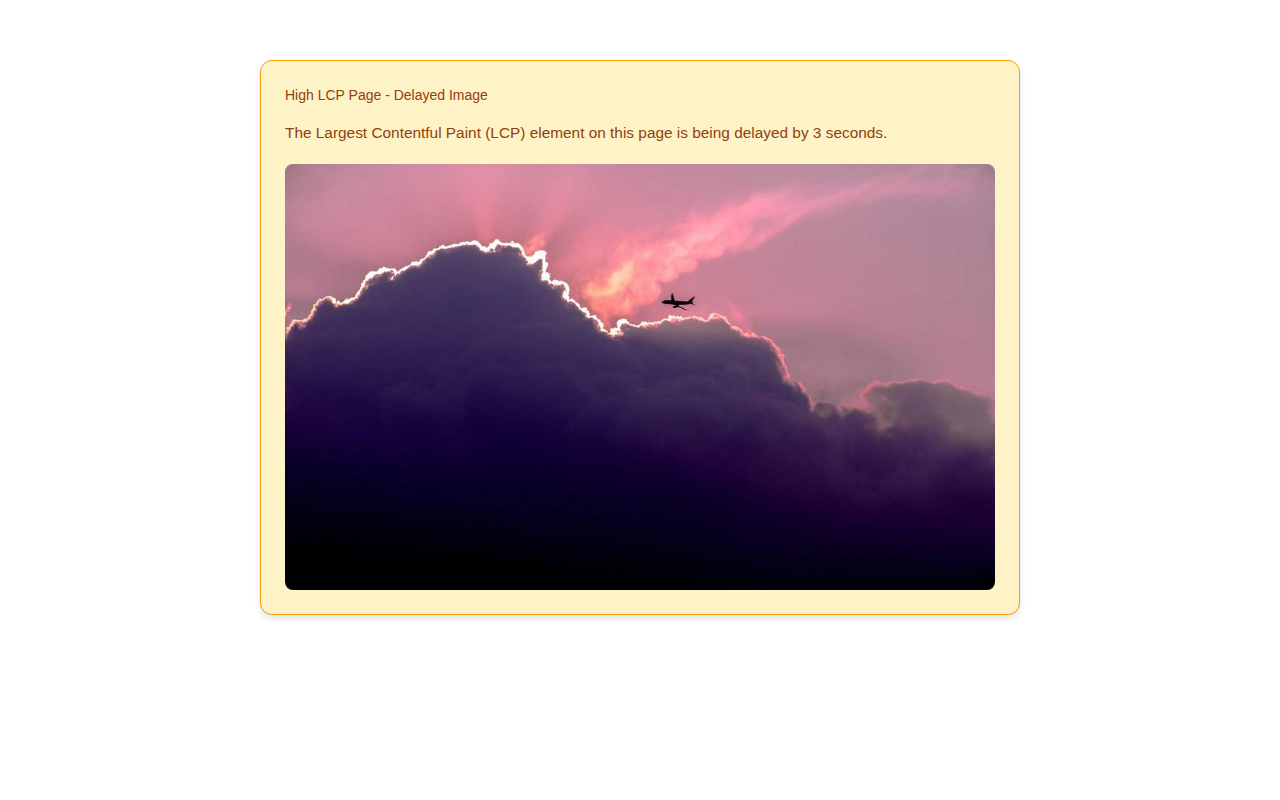 High LCP Page - Delayed Image
The Largest Contentful Paint (LCP) element on this page is being delayed by 3 seconds.